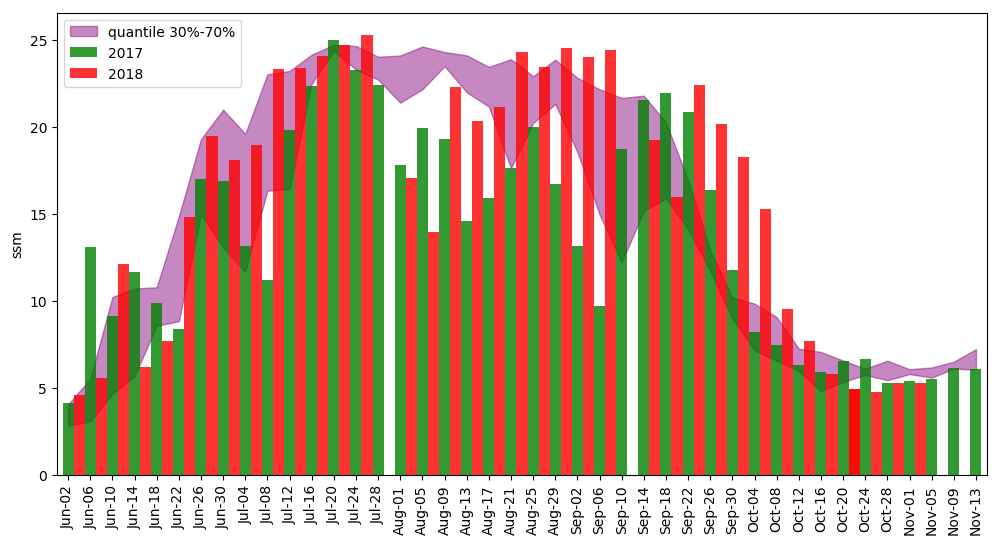 quantile 30%-70%
2017
2018
ssm
25
20
15
10
5
0
Jun-02
Jun-06
Jun-10
Jun-14
Jun-18
Jun-22
Jun-26
Jun-30
Jul-04
Jul-08
Jul-12
Jul-16
Jul-20
Jul-24
Jul-28
Aug-01
Aug-05
Aug-09
Aug-13
Aug-17
Aug-21
Aug-25
Aug-29
Sep-02
Sep-06
Sep-10
Sep-14
Sep-18
Sep-22
Sep-26
Sep-30
Oct-04
Oct-08
Oct-12
Oct-16
Oct-20
Oct-24
Oct-28
Nov-01
Nov-05
Nov-09
Nov-13